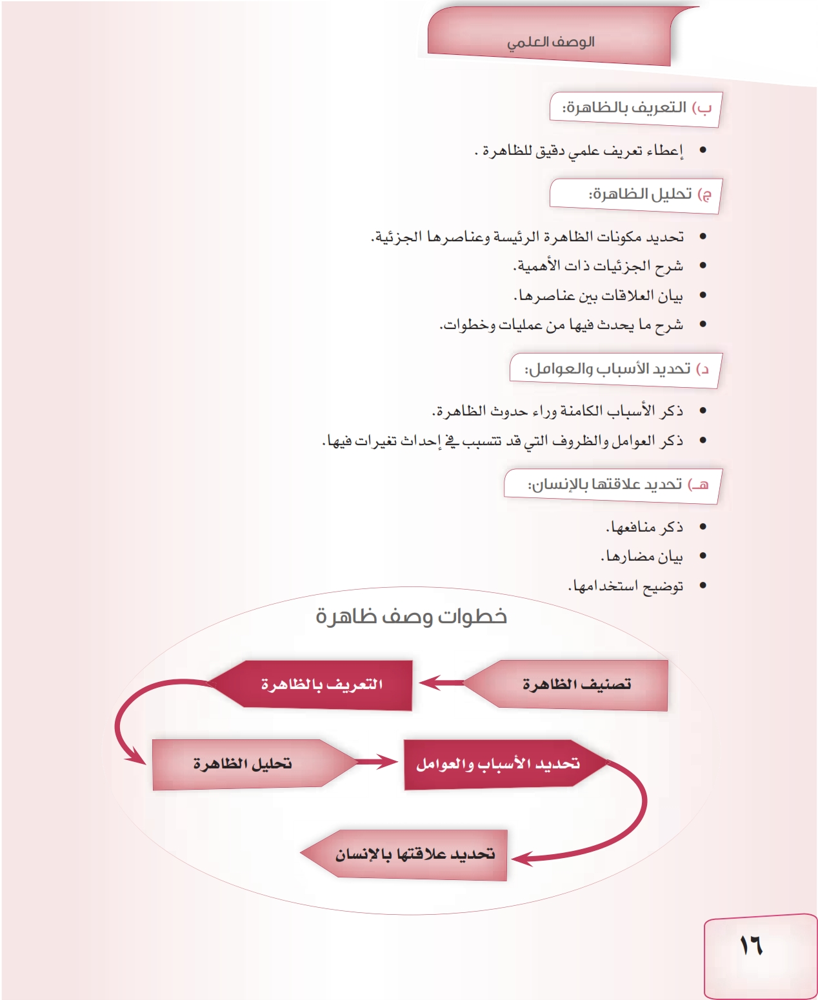 الوصف العلمي
ب) التعريف بالظاهرة:
• إعطاء تعريف علمي دقيق للظاهرة .
ج) تحليل الظاهرة:
• تحديد مكونات الظاهرة الرئيسة وعناصرها الجزئية.
• شرح الجزئيات ذات الأهمية.
• بيان العلاقات بين عناصرها.
• شرح ما يحدث فيها من عمليات وخطوات.
د) تحديد الأسباب والعوامل:
• ذكر الأسباب الكامنة وراء حدوث الظاهرة.
• ذكر العوامل والظروف التي قد تتسبب في إحداث تغيرات فيها.
هـ) تحديد علاقتها بالإنسان:
• ذكر منافعها.
• بيان مضارها.
• توضيح استخدامها.
خطوات وصف ظاهرة
تصنيف الظاهرة
التعريف بالظاهرة
تحليل الظاهرة
تحديد الأسباب والعوامل
تحديد علاقتها بالإنسان
١٦